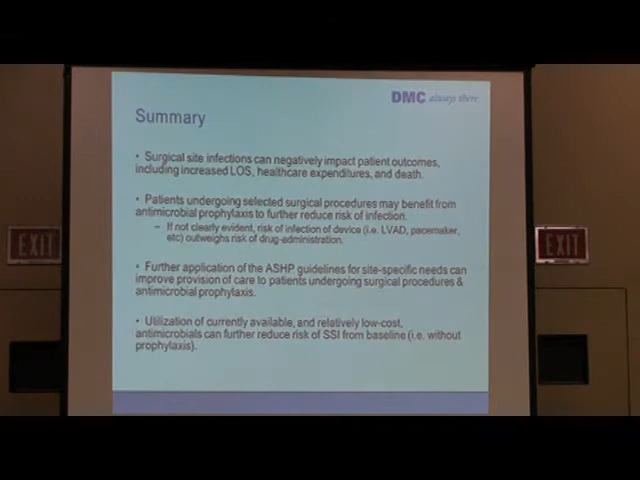 DMC always there
Summary
• Surgical site infections can negatively impact patient outcomes,
including increased LOS, healthcare expenditures, and death.
• Patients undergoing selected surgical procedures may benefit from
antimicrobial prophylaxis to further reduce risk of infection.
– If not clearly evident, risk of infection of device (i.e. LVAD, pacemaker,
etc) outweighs risk of drug-administration.
EXIT
EXIT
• Further application of the ASHP guidelines for site-specific needs can
improve provision of care to patients undergoing surgical procedures &
antimicrobial prophylaxis.
• Utilization of currently available, and relatively low-cost,
antimicrobials can further reduce risk of SSI from baseline (i.e. without
prophylaxis).